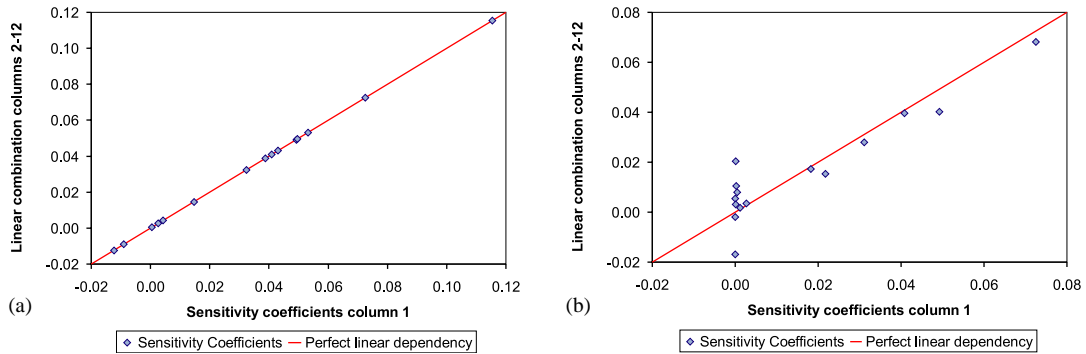 Linear combination columns 2-12
0.12
0.10
0.08
0.06
0.04
0.02
0.00
-0.02
-0.02 0.00 0.02 0.04 0.06 0.08 0.10 0.12
(a)
Sensitivity coefficients column 1
Sensitivity Coefficients Perfect linear dependency
Linear combination columns 2-12
0.08
0.06
0.04
0.02
0.00
-0.02
-0.02 0.00 0.02 0.04 0.06 0.08
(b)
Sensitivity coefficients column 1
Sensitivity Coefficients Perfect linear dependency